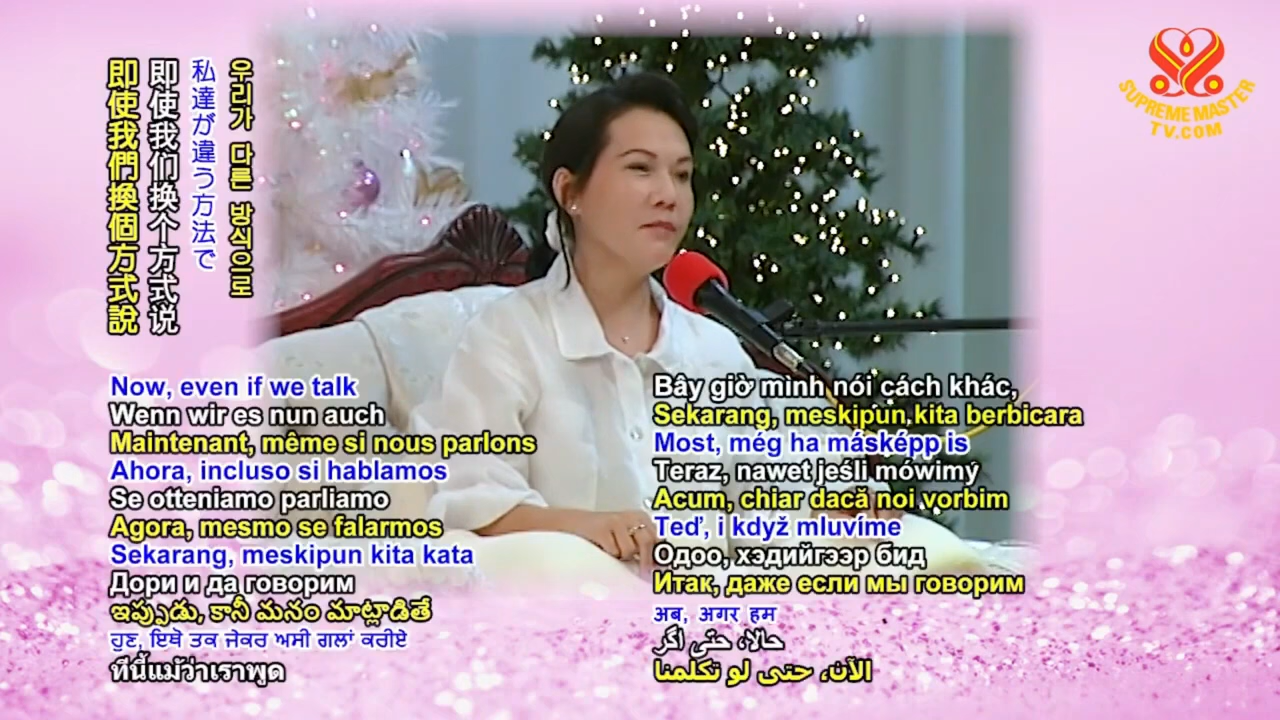 우리가 다른 방식으로
私達が違う方法で
即使我们换个方式说
即使我們換個方式說
SUPREME MASTER
TV.COM
Now, even if we talk
Wenn wir es nun auch
Maintenant, même si nous parlons
Ahora, incluso si hablamos
Se otteniamo parliamo
Agora, mesmo se falarmos
Sekarang, meskipun kita kata
Дори и да говорим
ఇప్పుడు, కానీ మనం మాట్లాడితే
ਹੁਣ, ਇਥੋ ਤਕ ਜੇਕਰ ਅਸੀ ਗਲਾਂ ਕਰੀਏ
ทีนี้แม้ว่าเราพูด
Bây giờ mình nói cách khác,
Sekarang, meskipun kita berbicara
Most, még ha másképp is
Teraz, nawet jeśli mówimy
Acum, chiar dacă noi vorbim
Teď, i když mluvíme
Одоо, хэдийгээр бид
Итак, даже если мы говорим
अब, अगर हम
حالا، حتی اگر
الآن، حتى لو تكلمنا